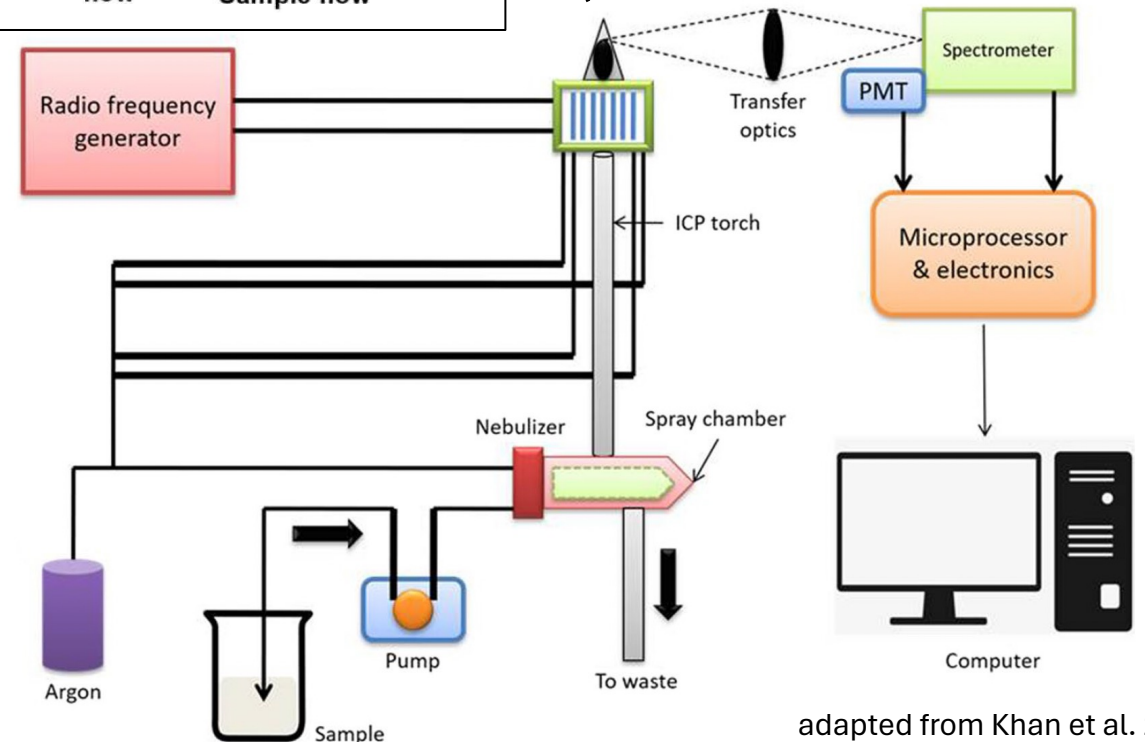 Sample flow
Radio frequency
generator
Spectrometer
PMT
Transfer
optics
ICP torch
Microprocessor
& electronics
Nebulizer
Spray chamber
Argon
Pump
Sample
To waste
Computer
adapted from Khan et al.